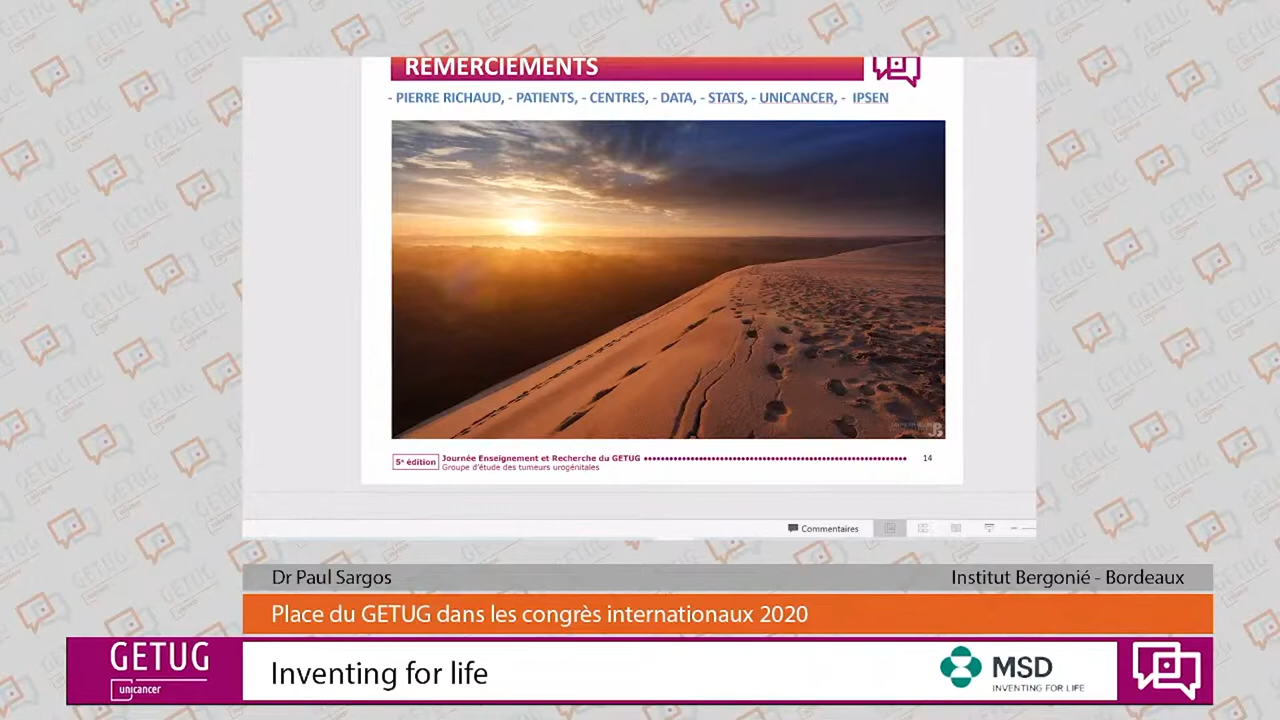 REMERCIEMENTS
- PIERRE RICHAUD, - PATIENTS, - CENTRES, - DATA, - STATS, - UNICANCER, - IPSEN
5e édition
Journée Enseignement et Recherche du GETUG
14
Groupe d'étude des tumeurs urogénitales
Commentaires
Dr Paul Sargos
Institut Bergonié - Bordeaux
Place du GETUG dans les congrès internationaux 2020
GETUG
unicancer
Inventing for life
MSD
INVENTING FOR LIFE